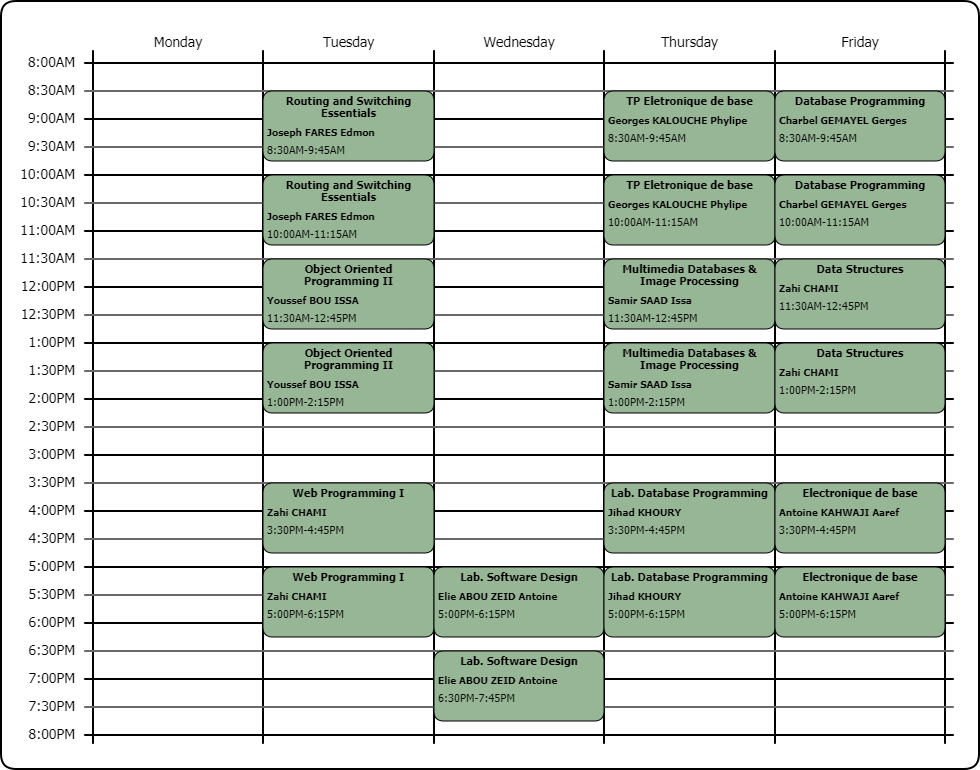 Monday
Tuesday
Wednesday
Thursday
Friday
8:00AM
8:30AM
9:00AM
9:30AM
10:00AM
10:30AM
11:00AM
11:30AM
12:00PM
12:30PM
1:00PM
1:30PM
2:00PM
2:30PM
3:00PM
3:30PM
4:00PM
4:30PM
5:00PM
5:30PM
6:00PM
6:30PM
7:00PM
7:30PM
8:00PM
Routing and Switching
Essentials
Joseph FARES Edmon
8:30AM-9:45AM
Routing and Switching
Essentials
Joseph FARES Edmon
10:00AM-11:15AM
Object Oriented
Programming II
Youssef BOU ISSA
11:30AM-12:45PM
Object Oriented
Programming II
Youssef BOU ISSA
1:00PM-2:15PM
Web Programming I
Zahi CHAMI
3:30PM-4:45PM
Web Programming I
Zahi CHAMI
5:00PM-6:15PM
Lab. Software Design
Elie ABOU ZEID Antoine
5:00PM-6:15PM
Lab. Software Design
Elie ABOU ZEID Antoine
6:30PM-7:45PM
TP Eletronique de base
Georges KALOUCHE Phylipe
8:30AM-9:45AM
TP Eletronique de base
Georges KALOUCHE Phylipe
10:00AM-11:15AM
Multimedia Databases &
Image Processing
Samir SAAD Issa
11:30AM-12:45PM
Multimedia Databases &
Image Processing
Samir SAAD Issa
1:00PM-2:15PM
Lab. Database Programming
Jihad KHOURY
3:30PM-4:45PM
Lab. Database Programming
Jihad KHOURY
5:00PM-6:15PM
Database Programming
Charbel GEMAYEL Gerges
8:30AM-9:45AM
Database Programming
Charbel GEMAYEL Gerges
10:00AM-11:15AM
Data Structures
Zahi CHAMI
11:30AM-12:45PM
Data Structures
Zahi CHAMI
1:00PM-2:15PM
Electronique de base
Antoine KAHWAJI Aaref
3:30PM-4:45PM
Electronique de base
Antoine KAHWAJI Aaref
5:00PM-6:15PM